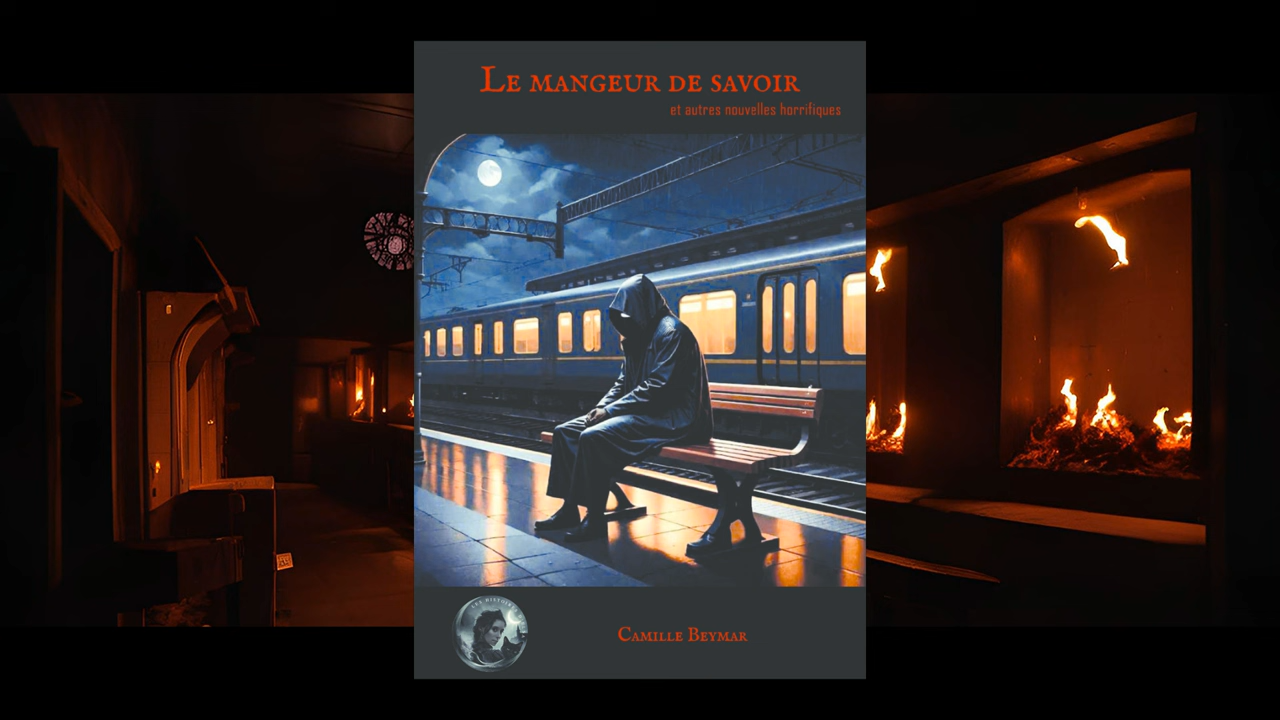 Le mangeur de savoir
et autres nouvelles horrifiques
Camille Beymar